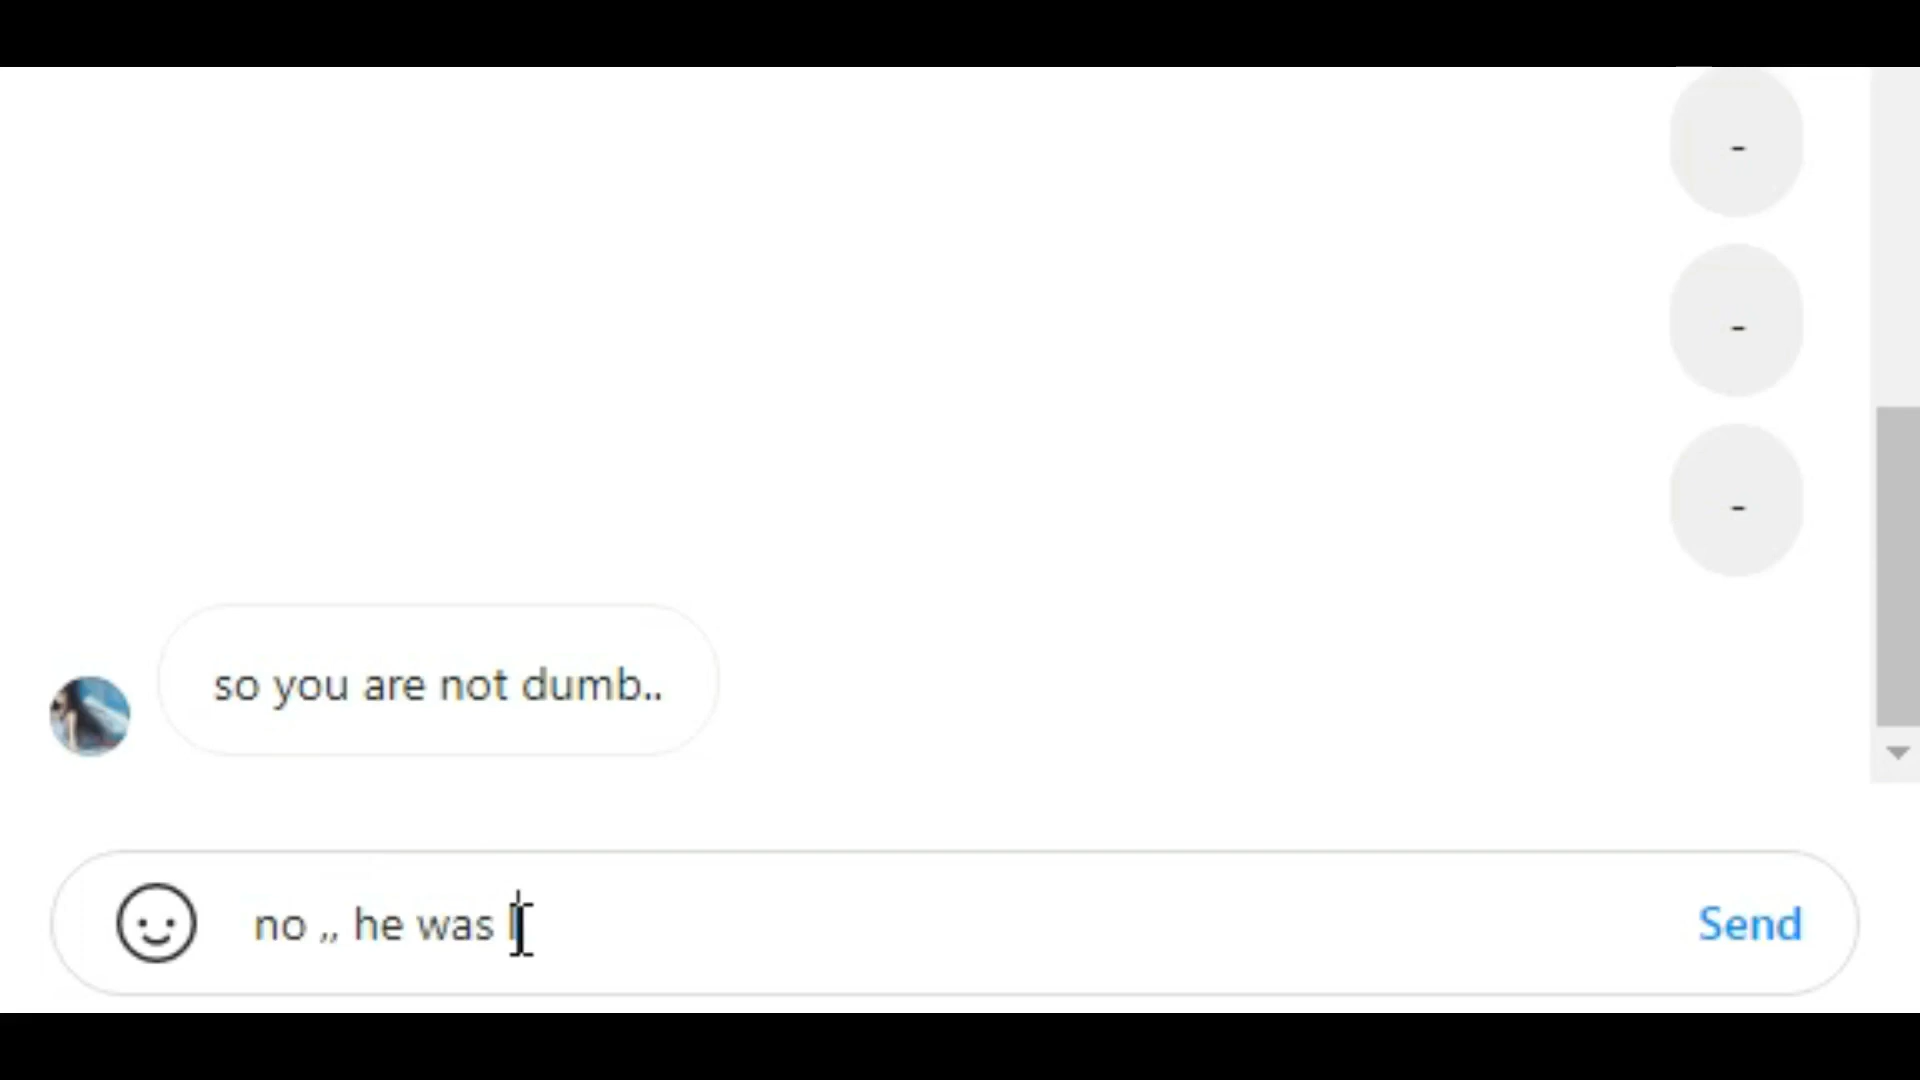 -
-
-
so you are not dumb..
no ,, he was
Send